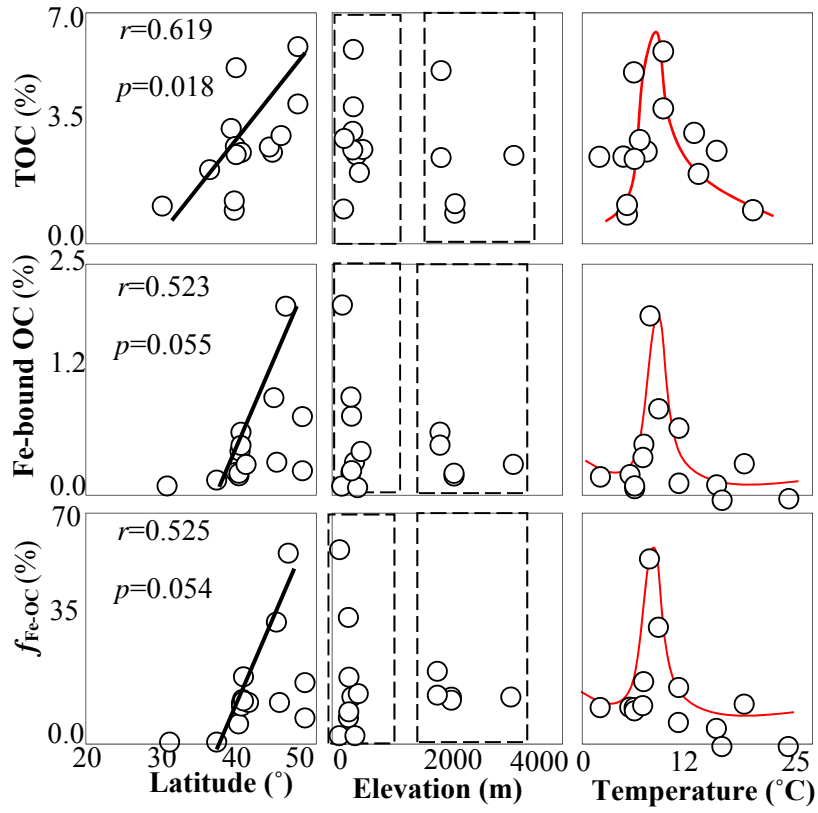 7.0
r=0.619
p=0.018
TOC (%)
3.5
0.0
2.5
r=0.523
p=0.055
Fe-bound OC (%)
1.2
0.0
70
r=0.525
p=0.054
fFe-OC (%)
35
0.0
20 40 50 0 2000 4000 0 12 25
Latitude (°) Elevation (m) Temperature (°C)